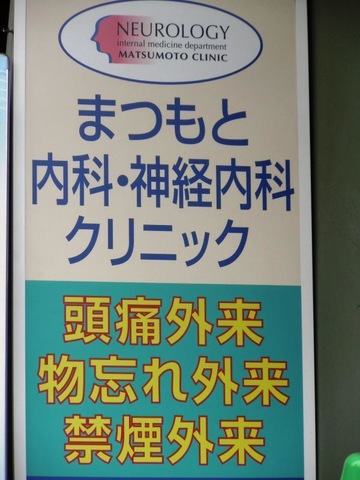 NEUROLOGY
internal medicine department
MATSUMOTO CLINIC
まつもと
内科・神経内科
クリニック
頭痛外来
物忘れ外来
禁煙外来